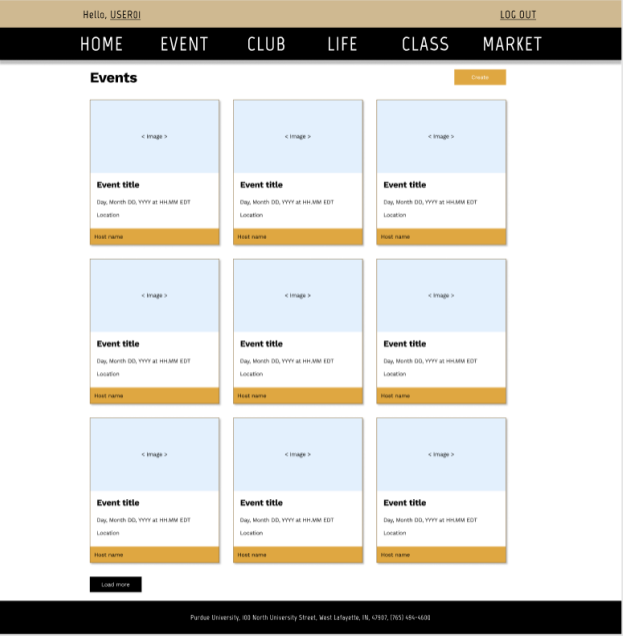 Hello, USER01 LOG OUT
HOME EVENT CLUB LIFE CLASS MARKET
Events Create
< Image > < Image > < Image >
Event title Event title Event title
Day, Month DD, YYYY at HH:MM EDT Day, Month DD, YYYY at HH:MM EDT Day, Month DD, YYYY at HH:MM EDT
Location Location Location
Host name Host name Host name
< Image > < Image > < Image >
Event title Event title Event title
Day, Month DD, YYYY at HH:MM EDT Day, Month DD, YYYY at HH:MM EDT Day, Month DD, YYYY at HH:MM EDT
Location Location Location
Host name Host name Host name
< Image > < Image > < Image >
Event title Event title Event title
Day, Month DD, YYYY at HH:MM EDT Day, Month DD, YYYY at HH:MM EDT Day, Month DD, YYYY at HH:MM EDT
Location Location Location
Host name Host name Host name
Load more
Purdue University, 100 North University Street, West Lafayette, IN, 47907, (765) 494-4600